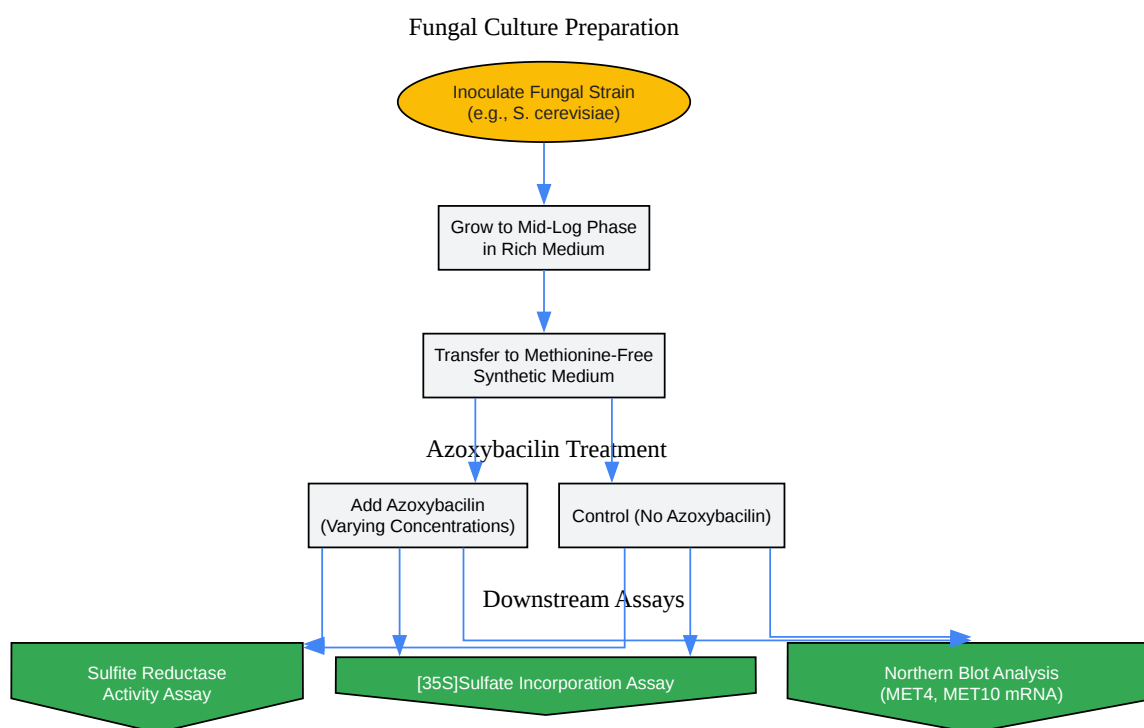 Fungal Culture Preparation
Inoculate Fungal Strain
(e.g., S. cerevisiae)
Grow to Mid-Log Phase
in Rich Medium
Transfer to Methionine-Free
Synthetic Medium
Azoxybacilin Treatment
Add Azoxybacilin
(Varying Concentrations)
Control (No Azoxybacilin)
Downstream Assays
Sulfite Reductase
Activity Assay
[35S]Sulfate Incorporation Assay
Northern Blot Analysis
(MET4, MET10 mRNA)